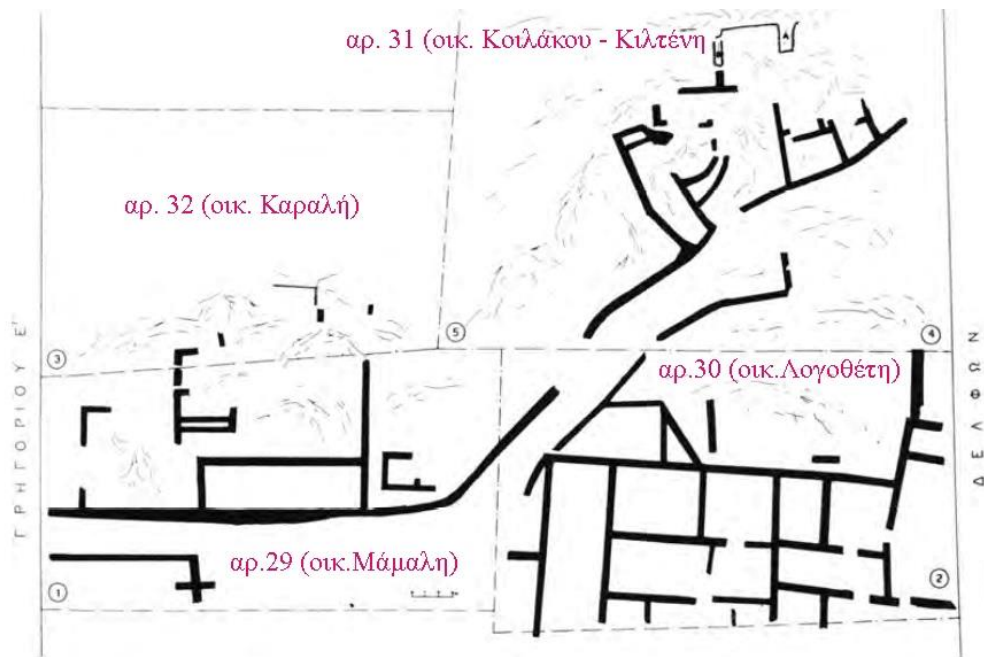 αρ. 31 (οικ. Κοιλάκου - Κιλτένη
Α
αρ. 32 (οικ. Καραλή)
ΓΡΗΓΟΡΙΟΥ Ε'
ΔΕΛΦΩΝ
3
5
4
αρ.30 (οικ.Λογοθέτη)
αρ.29 (οικ.Μάμαλη)
1
2